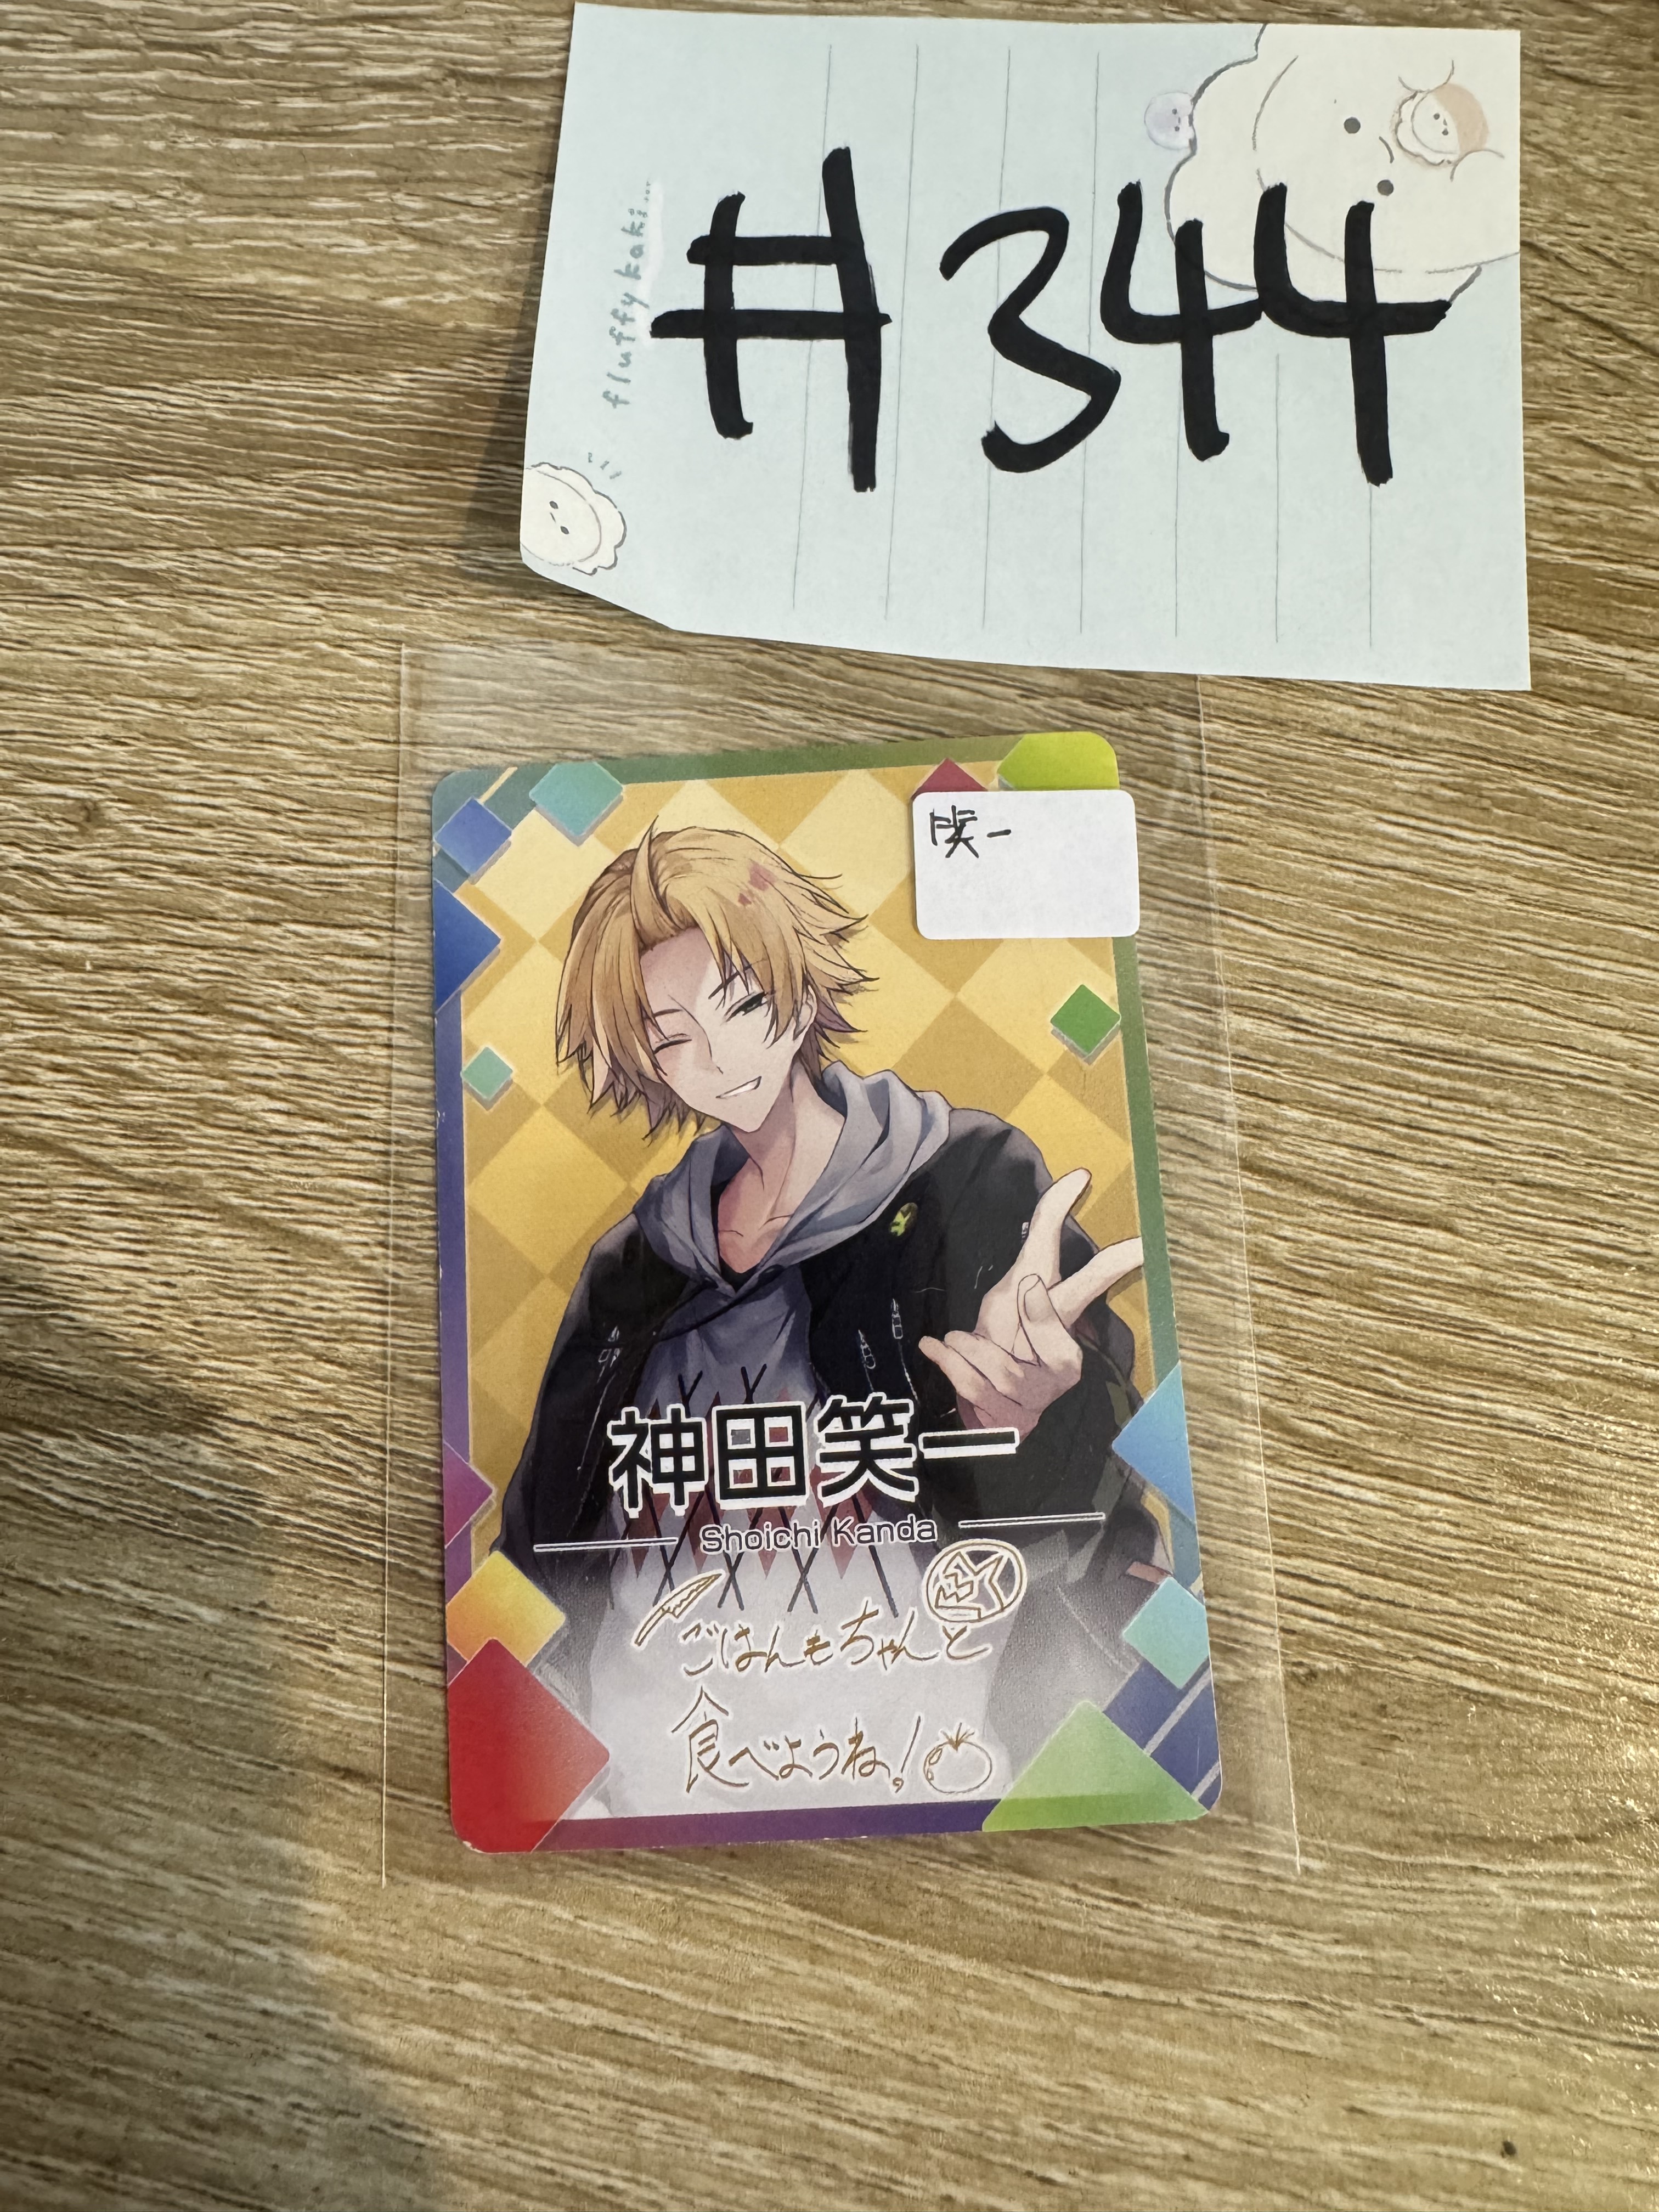 #344
fluffy kaki...
咲一
神田笑一
Shoichi Kanda
ごはんもちゃんと
食べようね!